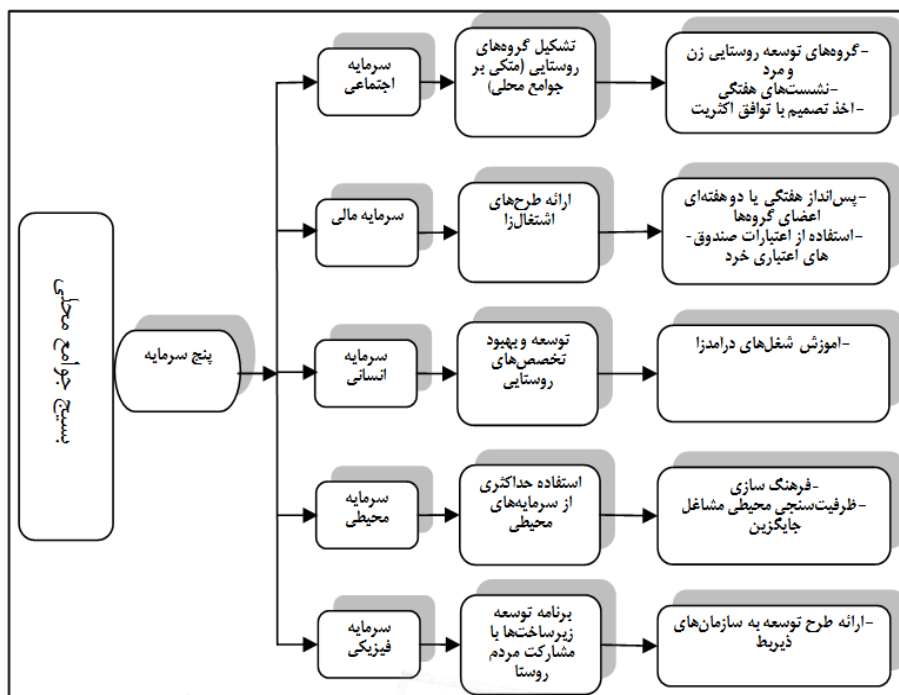 بسیج جوامع محلی
پنج سرمایه
سرمایه
اجتماعی
تشکیل گروه‌های
روستایی (متکی بر
جوامع محلی)
-گروه‌های توسعه روستایی زن
و مرد
-نشست‌های هفتگی
-اخذ تصمیم با توافق اکثریت
سرمایه مالی
ارائه طرح‌های
اشتغال‌زا
-پس‌انداز هفتگی یا دو هفته‌ای
اعضای گروه‌ها
-استفاده از اعتبارات صندوق-
های اعتباری خرد
سرمایه
انسانی
توسعه و بهبود
تخصص‌های
روستایی
-اموزش شغل‌های درامدزا
سرمایه
محیطی
استفاده حداکثری
از سرمایه‌های
محیطی
-فرهنگ سازی
-ظرفیت‌سنجی محیطی مشاغل
جایگزین
سرمایه
فیزیکی
برنامه توسعه
زیرساخت‌ها با
مشارکت مردم
روستا
-ارائه طرح توسعه به سازمان‌های
ذیربط